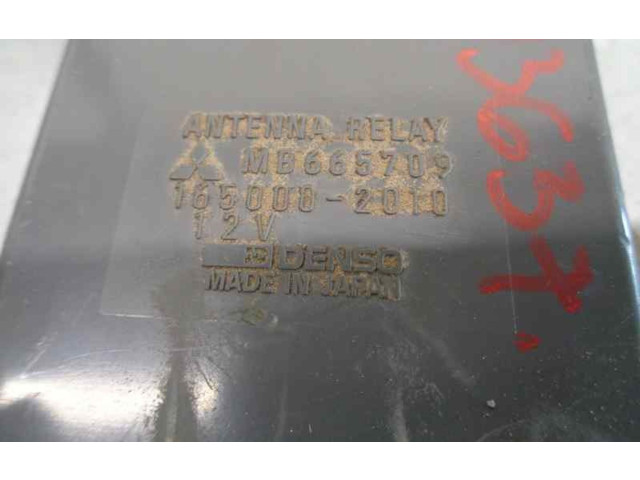 ANTENNA RELAY
MB665709
165000-2010
12V
DENSO
MADE IN JAPAN
3637.